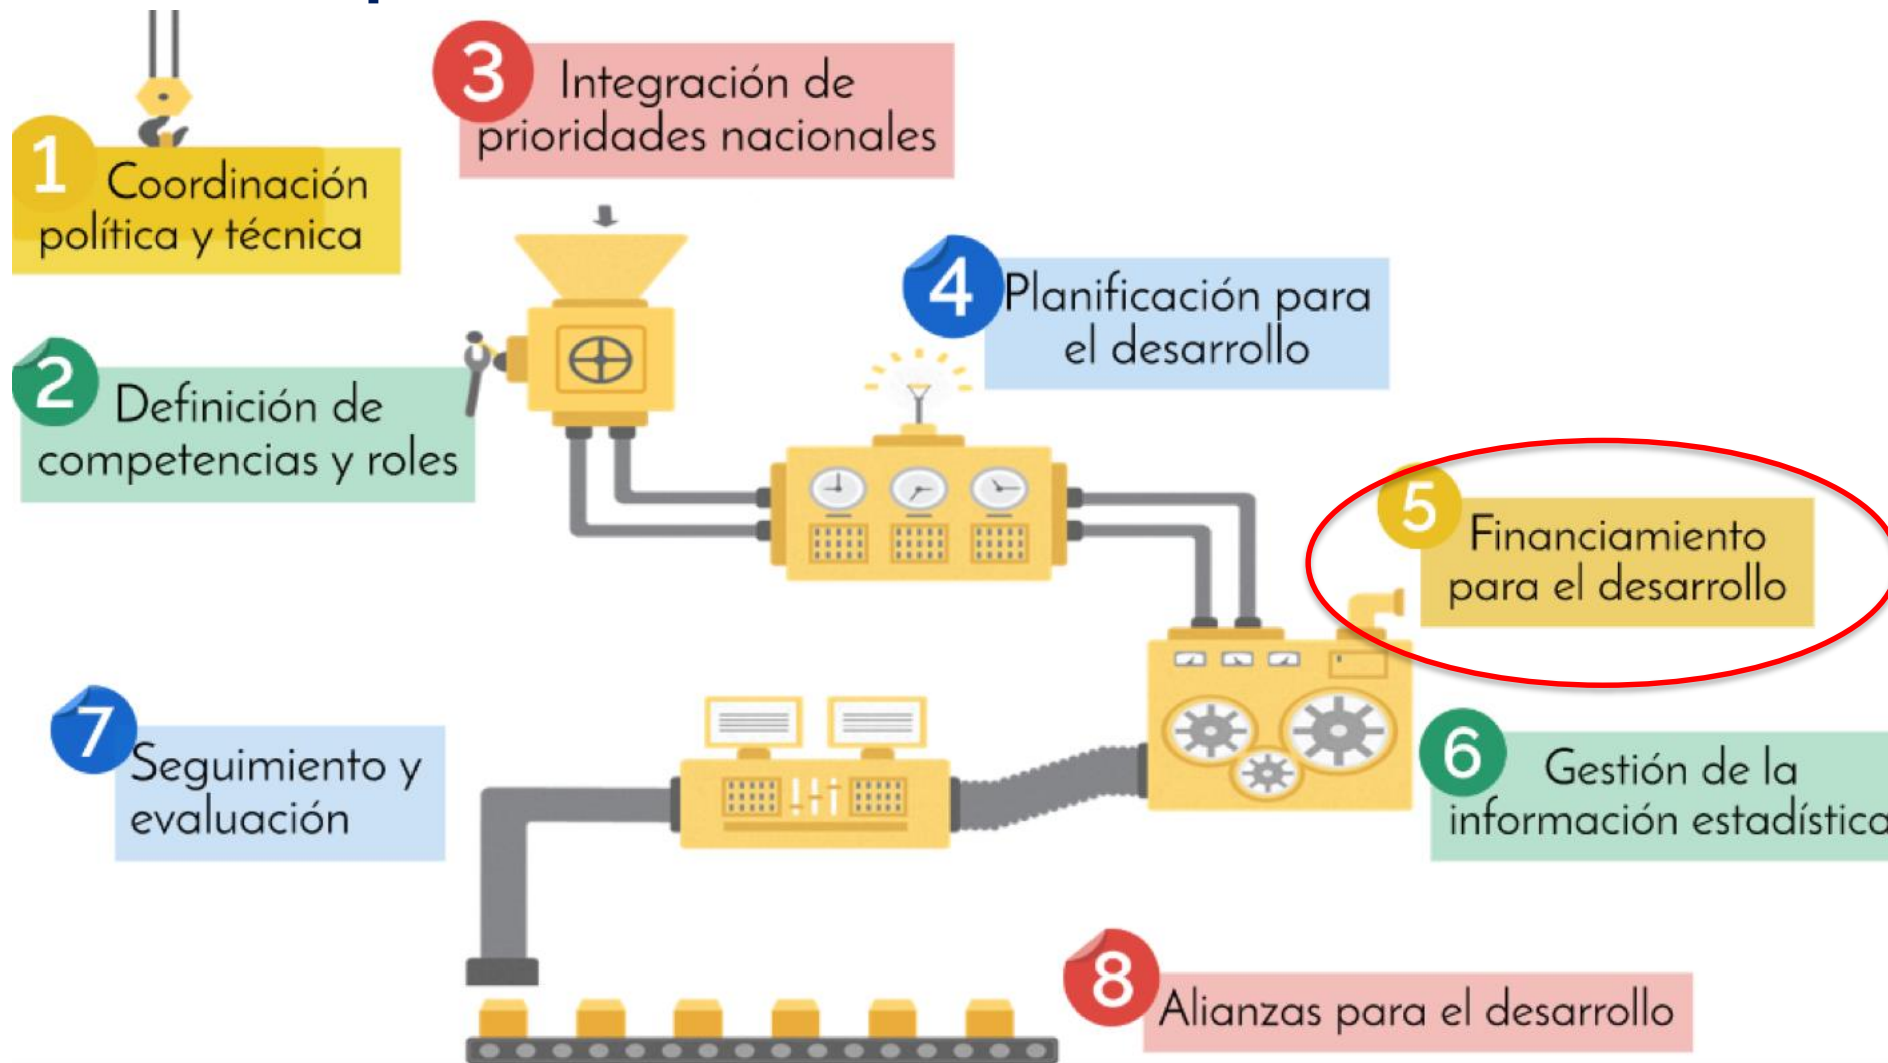 1
Coordinación
política y técnica
2
Definición de
competencias y roles
3
Integración de
prioridades nacionales
4
Planificación para
el desarrollo
5
Financiamiento
para el desarrollo
6
Gestión de la
información estadística
7
Seguimiento y
evaluación
8
Alianzas para el desarrollo